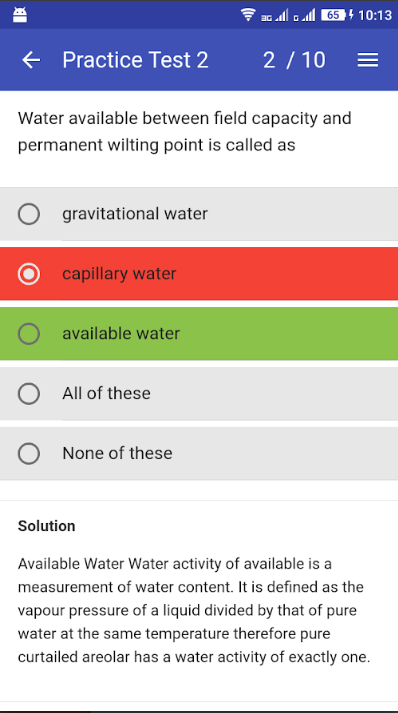 65 10:13
Practice Test 2 2 / 10
Water available between field capacity and
permanent wilting point is called as
gravitational water
capillary water
available water
All of these
None of these
Solution
Available Water Water activity of available is a
measurement of water content. It is defined as the
vapour pressure of a liquid divided by that of pure
water at the same temperature therefore pure
curtailed areolar has a water activity of exactly one.